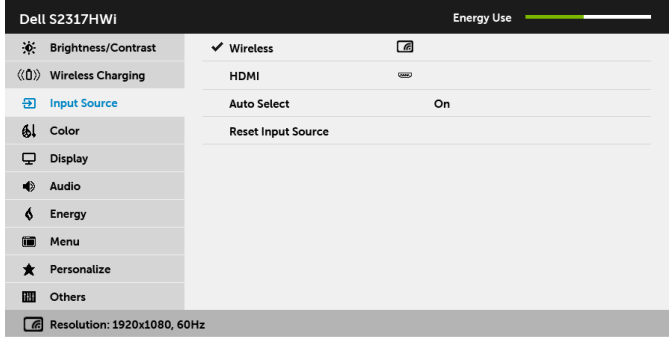 Dell S2317HWi
Energy Use
Brightness/Contrast
Wireless Charging
Input Source
Color
Display
Audio
Energy
Menu
Personalize
Others
Wireless
HDMI
Auto Select On
Reset Input Source
Resolution: 1920x1080, 60Hz